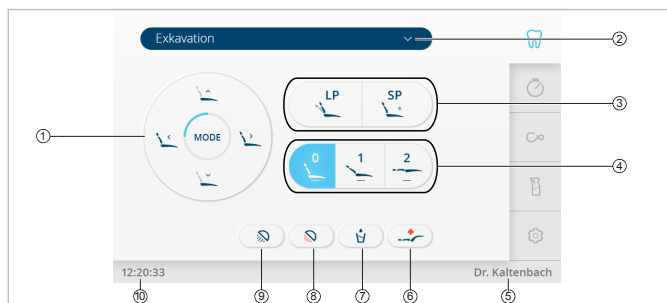 Exkavation
②
LP SP
③
①
MODE
0 1 2
④
⑨ ⑧ ⑦ ⑥
12:20:33 Dr. Kaltenbach
⑩ ⑤